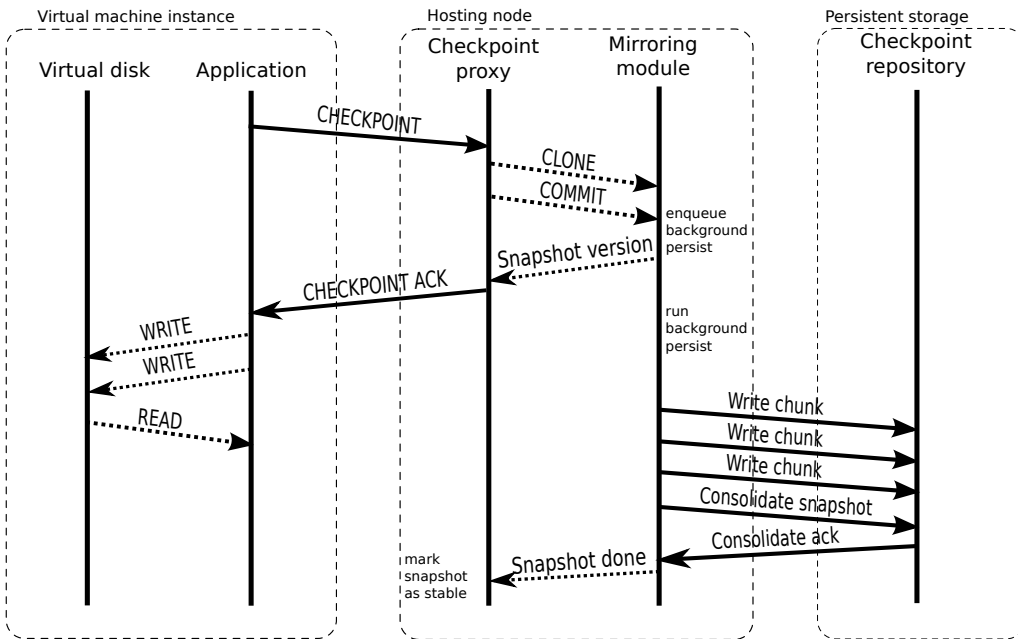 Virtual machine instance
Hosting node
Persistent storage
Virtual disk
Application
Checkpoint
proxy
Mirroring
module
Checkpoint
repository
CHECKPOINT
CLONE
COMMIT
enqueue
background
persist
Snapshot version
CHECKPOINT ACK
run
background
persist
WRITE
WRITE
READ
Write chunk
Write chunk
Write chunk
Consolidate snapshot
Consolidate ack
Snapshot done
mark
snapshot
as stable